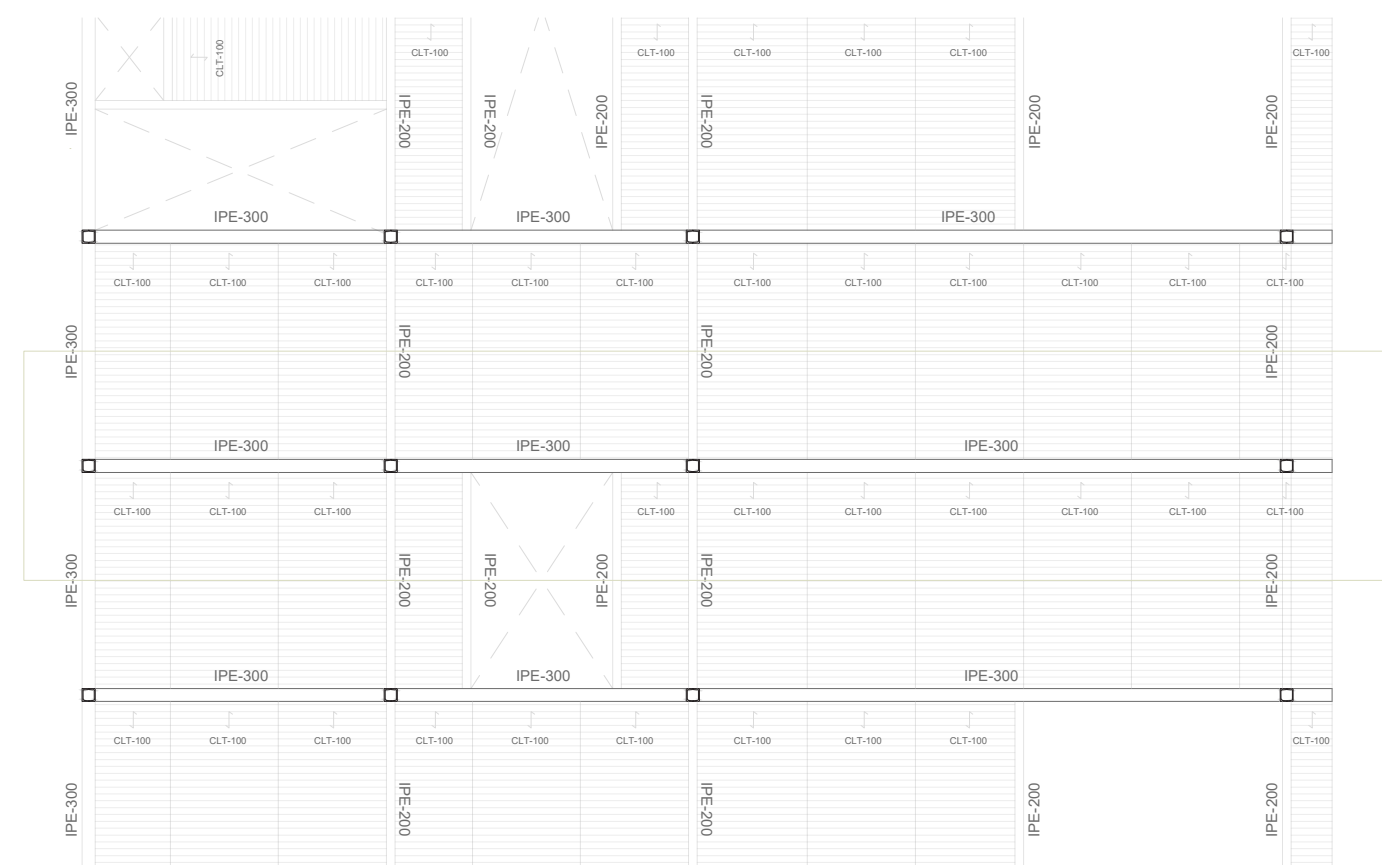 CLT-100
CLT-100 CLT-100 CLT-100 CLT-100 CLT-100 CLT-100
IPE-300 IPE-200 IPE-200 IPE-200 IPE-200 IPE-200 IPE-200
IPE-300 IPE-300 IPE-300
CLT-100 CLT-100 CLT-100 CLT-100 CLT-100 CLT-100 CLT-100 CLT-100 CLT-100 CLT-100 CLT-100 CLT-100
IPE-300 IPE-200 IPE-200 IPE-200
IPE-300 IPE-300 IPE-300
CLT-100 CLT-100 CLT-100 CLT-100 CLT-100 CLT-100 CLT-100 CLT-100 CLT-100 CLT-100
IPE-300 IPE-200 IPE-200 IPE-200 IPE-200 IPE-200
IPE-300 IPE-300 IPE-300
CLT-100 CLT-100 CLT-100 CLT-100 CLT-100 CLT-100 CLT-100 CLT-100 CLT-100 CLT-100
IPE-300 IPE-200 IPE-200 IPE-200 IPE-200